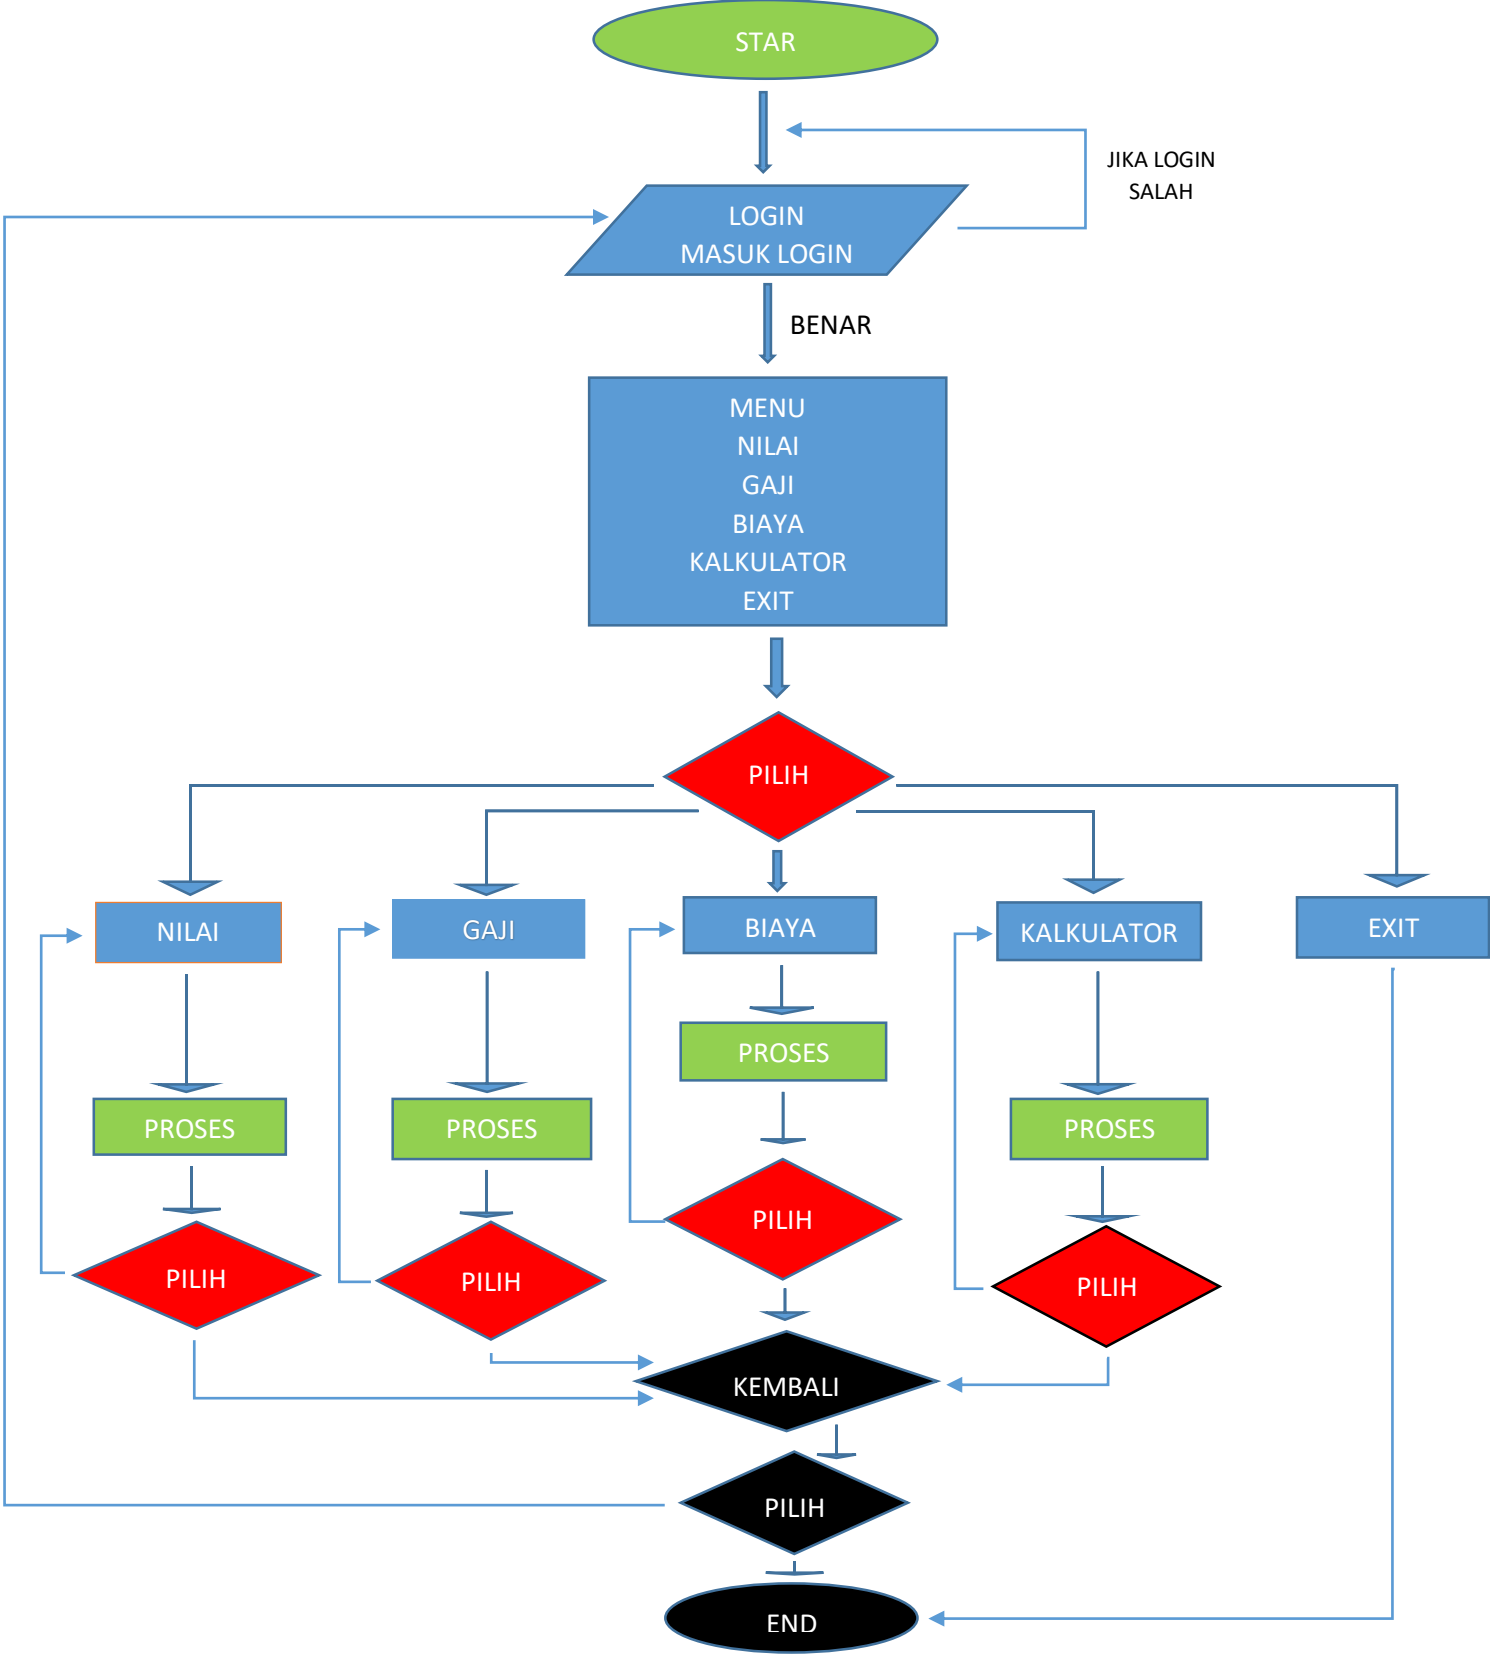 STAR
JIKA LOGIN
SALAH
LOGIN
MASUK LOGIN
BENAR
MENU
NILAI
GAJI
BIAYA
KALKULATOR
EXIT
PILIH
NILAI
GAJI
BIAYA
KALKULATOR
EXIT
PROSES
PROSES
PROSES
PROSES
PILIH
PILIH
PILIH
PILIH
KEMBALI
PILIH
END